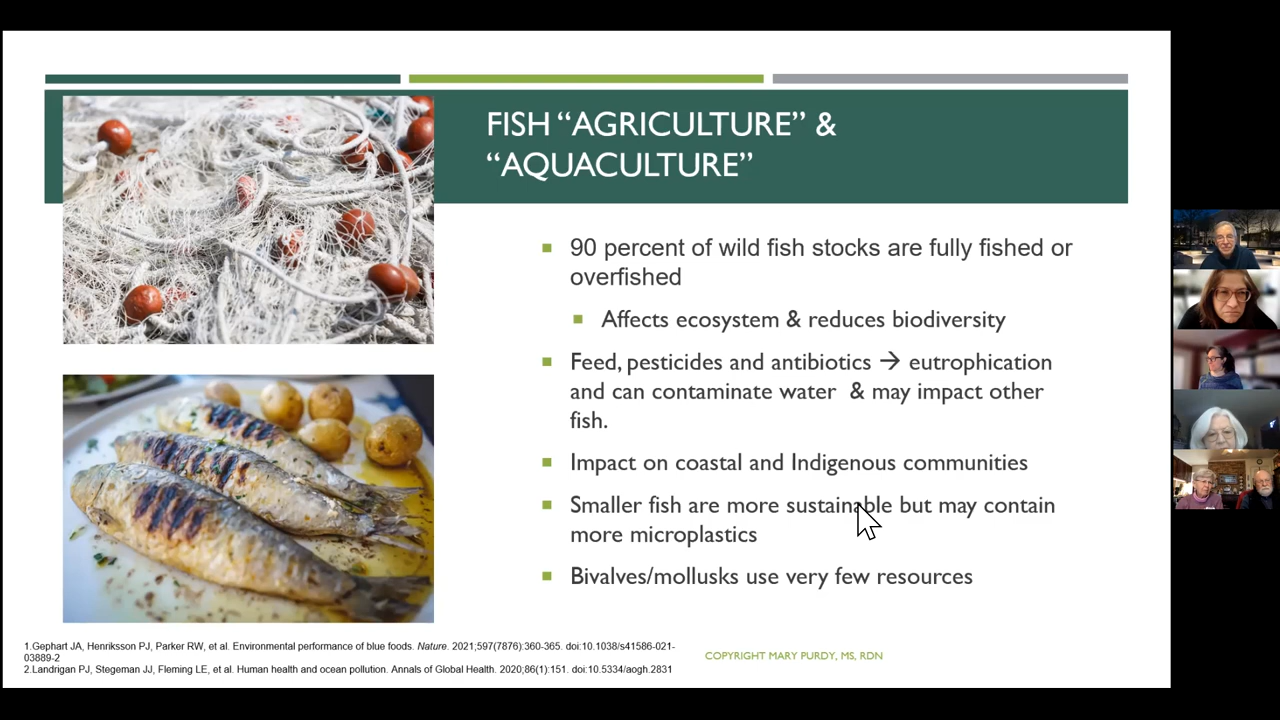 FISH “AGRICULTURE” &
“AQUACULTURE”
90 percent of wild fish stocks are fully fished or
overfished
Affects ecosystem & reduces biodiversity
Feed, pesticides and antibiotics → eutrophication
and can contaminate water & may impact other
fish.
Impact on coastal and Indigenous communities
Smaller fish are more sustainable but may contain
more microplastics
Bivalves/mollusks use very few resources
1.Gephart JA, Henriksson PJ, Parker RW, et al. Environmental performance of blue foods. Nature. 2021;597(7876):360-365. doi:10.1038/s41586-021-
03889-2
2.Landrigan PJ, Stegeman JJ, Fleming LE, et al. Human health and ocean pollution. Annals of Global Health. 2020;86(1):151. doi:10.5334/aogh.2831
COPYRIGHT MARY PURDY, MS, RDN